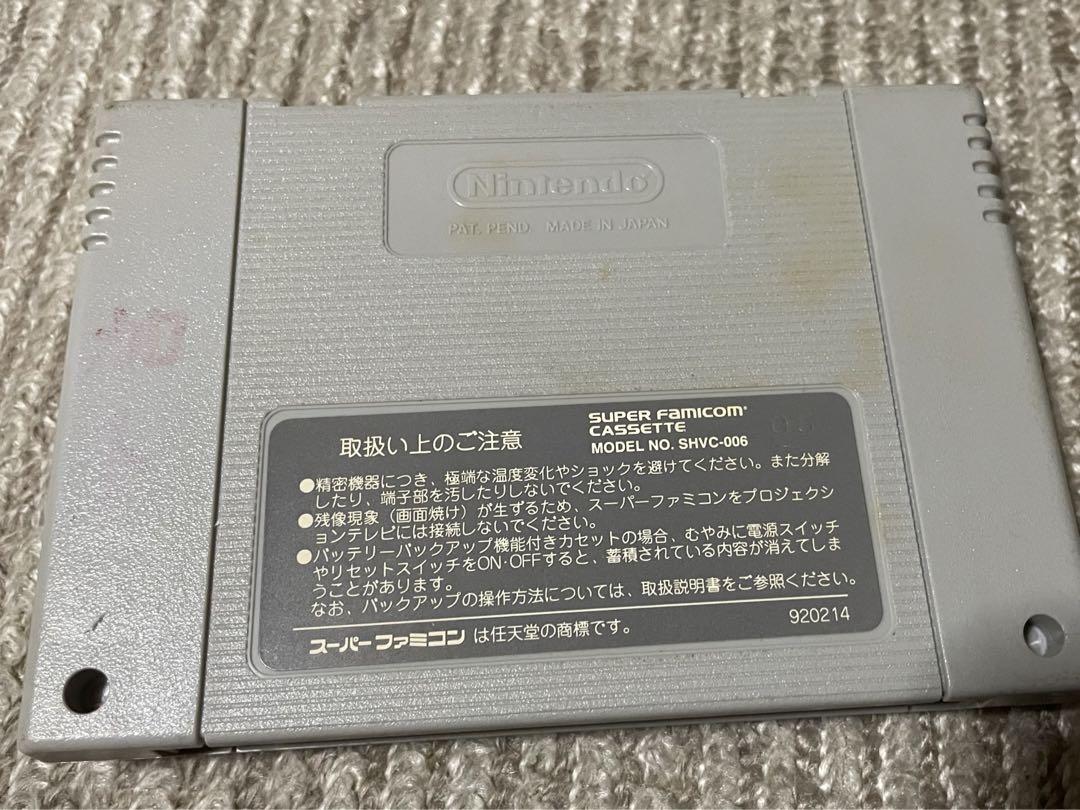 Nintendo
PAT. PEND MADE IN JAPAN
取扱い上のご注意
SUPER FAMICOM
CASSETTE
MODEL NO. SHVC-006
●精密機器につき、極端な温度変化やショックを避けてください。また分解
したり、端子部を汚したりしないでください。
●残像現象（画面焼け）が生ずるため、スーパーファミコンをプロジェクシ
ョンテレビには接続しないでください。
●バッテリーバックアップ機能付きカセットの場合、むやみに電源スイッチ
やリセットスイッチをON·OFFすると、蓄積されている内容が消えてしま
うことがあります。
なお、バックアップの操作方法については、取扱説明書をご参照ください。
スーパーファミコン は任天堂の商標です。
920214